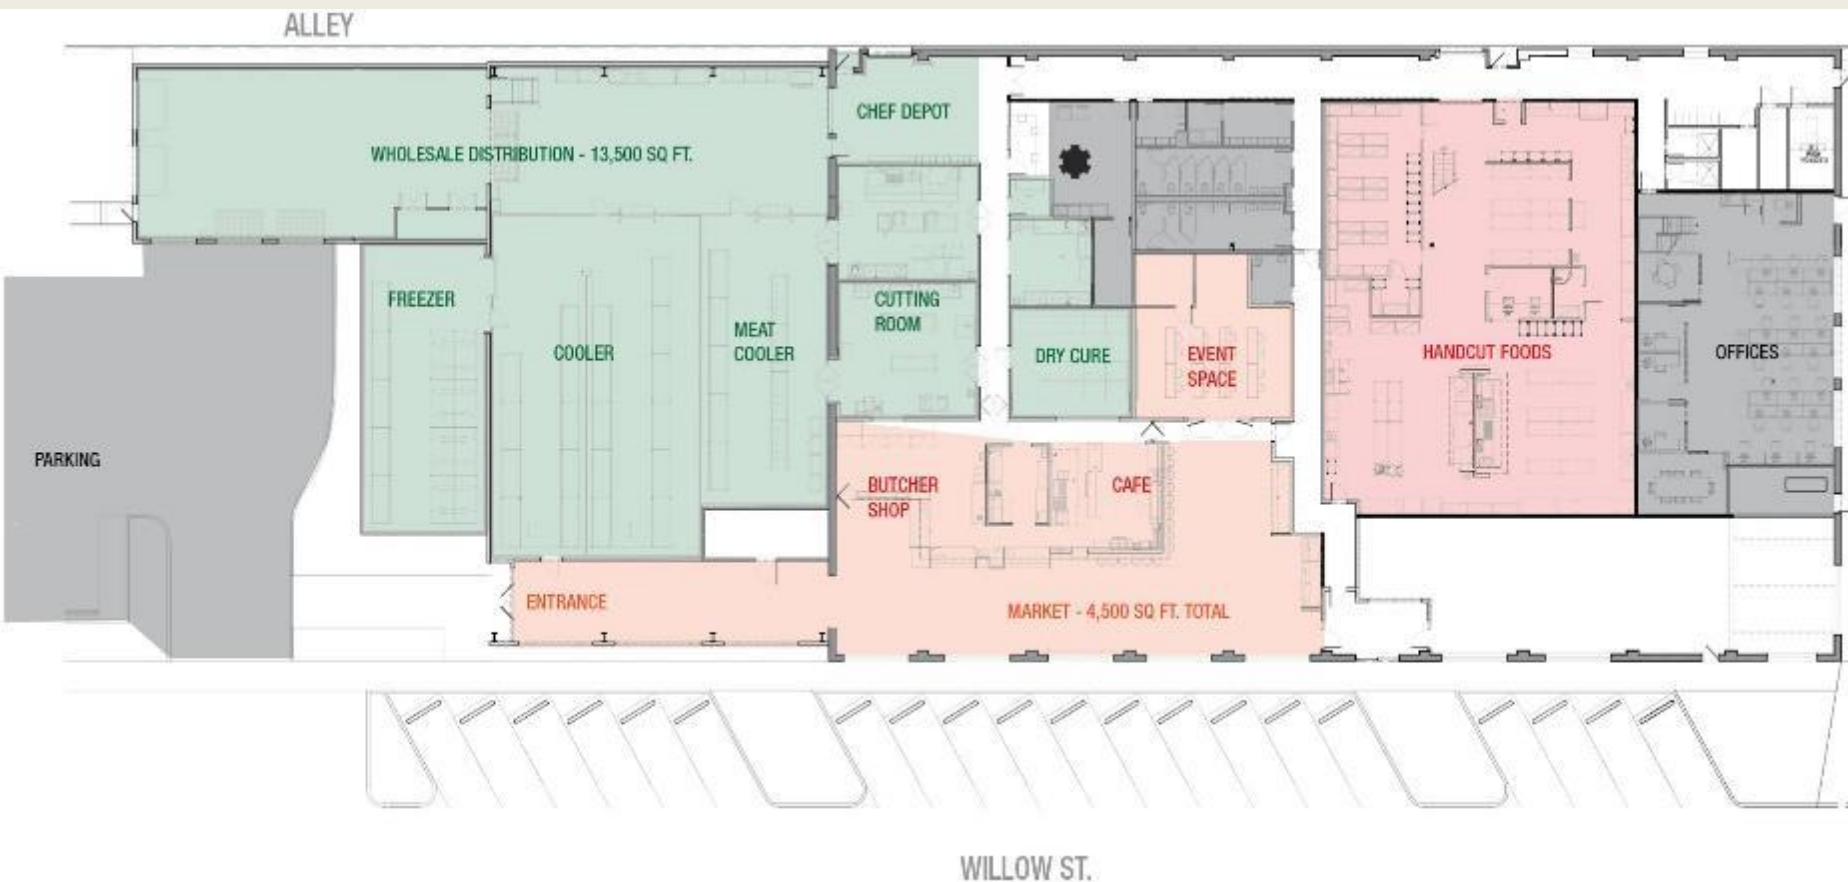 ALLEY
CHEF DEPOT
WHOLESALE DISTRIBUTION - 13,500 SQ FT.
FREEZER
CUTTING
ROOM
MEAT
COOLER
COOLER
DRY CURE
EVENT
SPACE
HANDCUT FOODS
OFFICES
PARKING
BUTCHER
SHOP
CAFE
ENTRANCE
MARKET - 4,500 SQ FT. TOTAL
WILLOW ST.